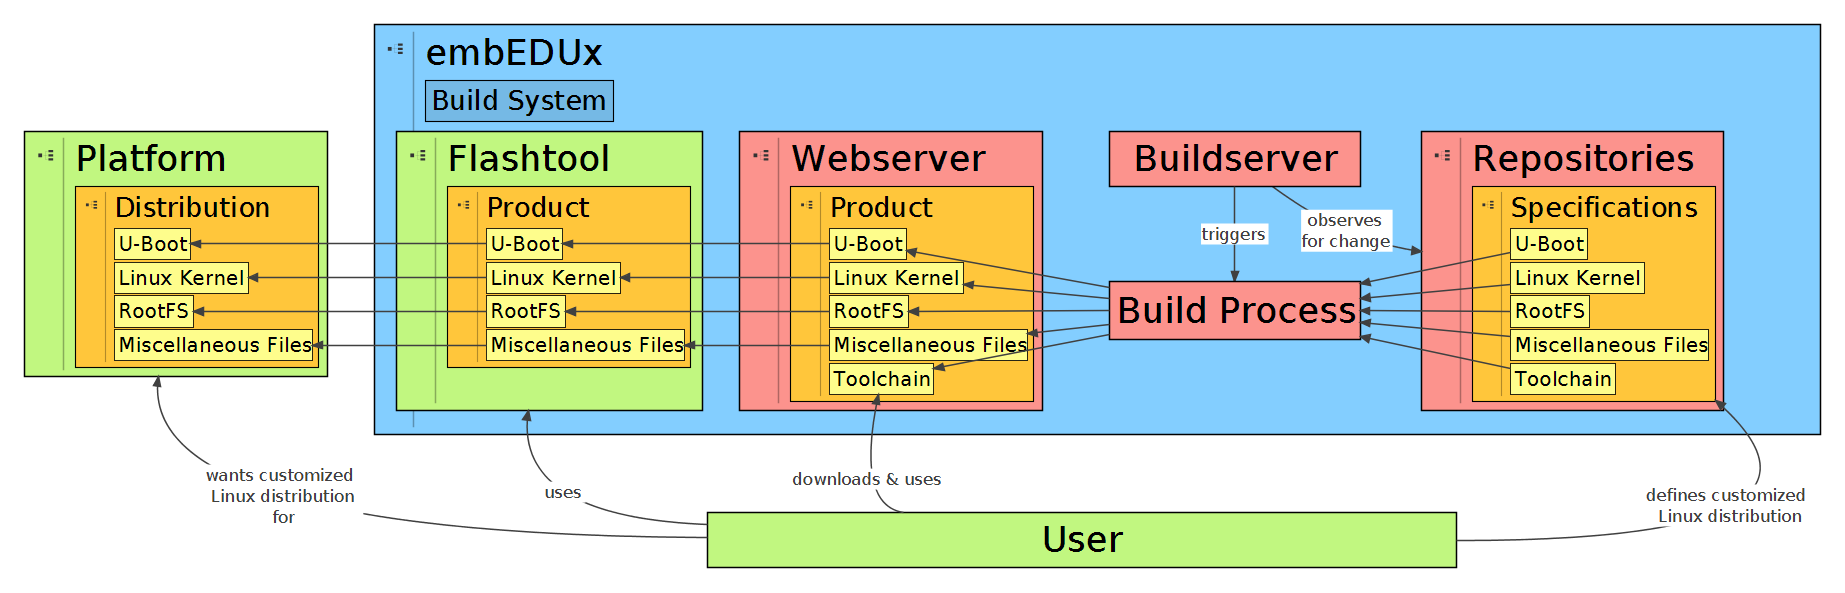 embEDUx
Build System
Platform
Distribution
U-Boot
Linux Kernel
RootFS
Miscellaneous Files
Flashtool
Product
U-Boot
Linux Kernel
RootFS
Miscellaneous Files
Webserver
Product
U-Boot
Linux Kernel
RootFS
Miscellaneous Files
Toolchain
Buildserver
triggers
observes
for change
Build Process
Repositories
Specifications
U-Boot
Linux Kernel
RootFS
Miscellaneous Files
Toolchain
wants customized
Linux distribution
for
uses
downloads & uses
defines customized
Linux distribution
User